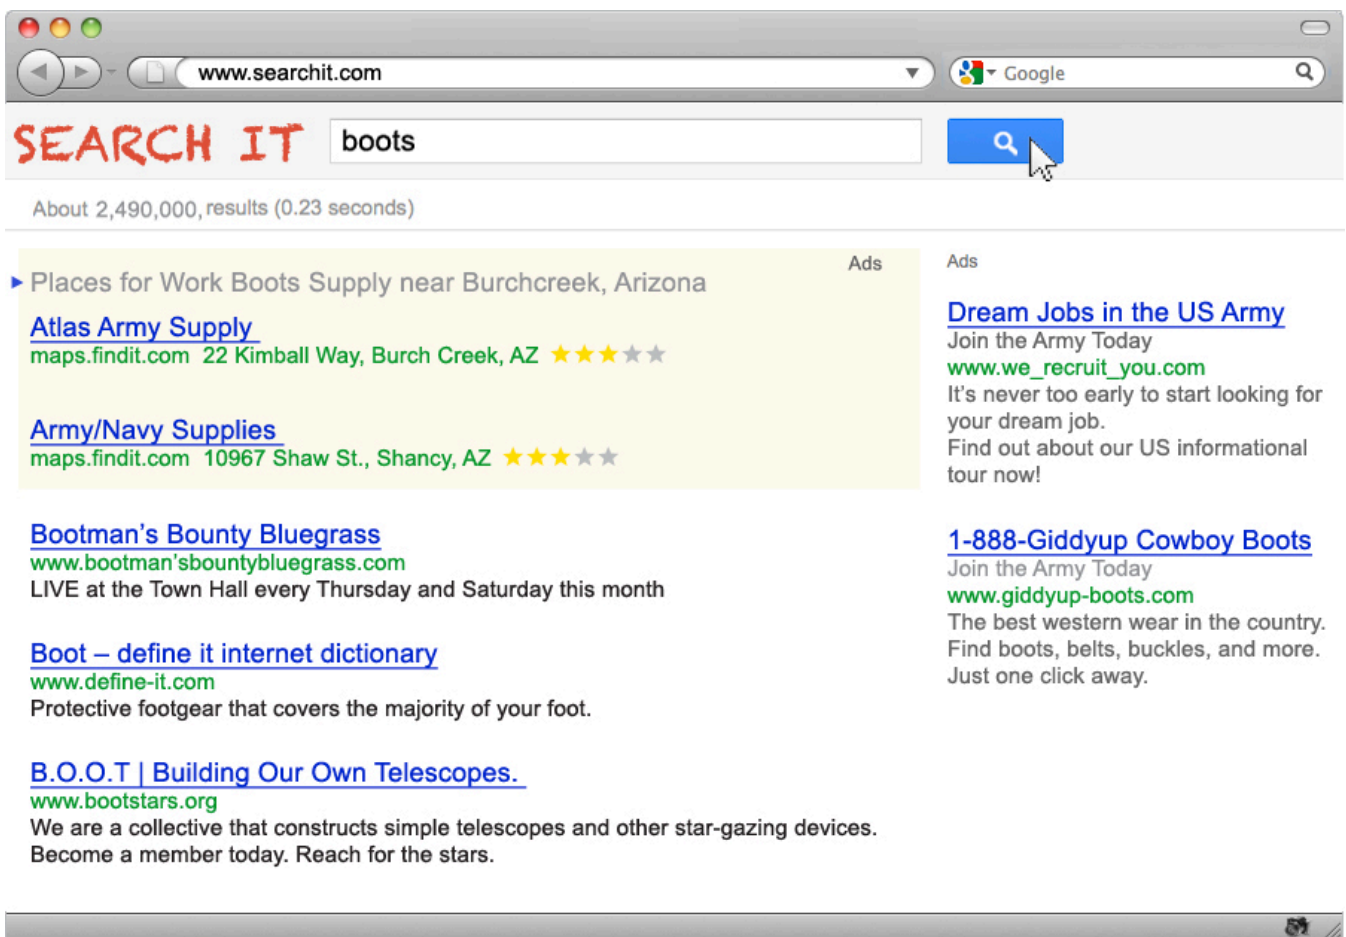 www.searchit.com
Google
SEARCH IT
boots
About 2,490,000, results (0.23 seconds)
Ads
Places for Work Boots Supply near Burchcreek, Arizona
Atlas Army Supply
maps.findit.com 22 Kimball Way, Burch Creek, AZ
Army/Navy Supplies
maps.findit.com 10967 Shaw St., Shancy, AZ
Bootman's Bounty Bluegrass
www.bootman'sbountybluegrass.com
LIVE at the Town Hall every Thursday and Saturday this month
Boot – define it internet dictionary
www.define-it.com
Protective footgear that covers the majority of your foot.
B.O.O.T | Building Our Own Telescopes.
www.bootstars.org
We are a collective that constructs simple telescopes and other star-gazing devices.
Become a member today. Reach for the stars.
Ads
Dream Jobs in the US Army
Join the Army Today
www.we_recruit_you.com
It's never too early to start looking for
your dream job.
Find out about our US informational
tour now!
1-888-Giddyup Cowboy Boots
Join the Army Today
www.giddyup-boots.com
The best western wear in the country.
Find boots, belts, buckles, and more.
Just one click away.